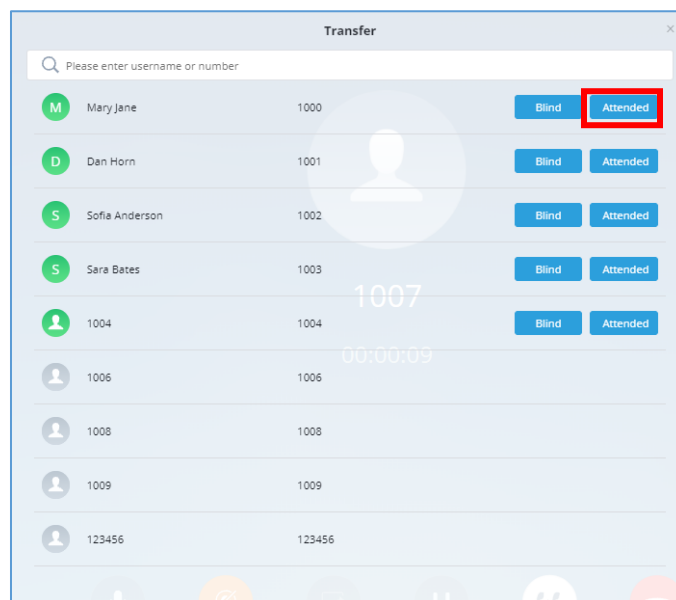 Transfer
×
Please enter username or number
M Mary Jane 1000 Blind Attended
D Dan Horn 1001 Blind Attended
S Sofia Anderson 1002 Blind Attended
S Sara Bates 1003 Blind Attended
1007
1004 1004 Blind Attended
00:00:09
1006 1006
1008 1008
1009 1009
123456 123456